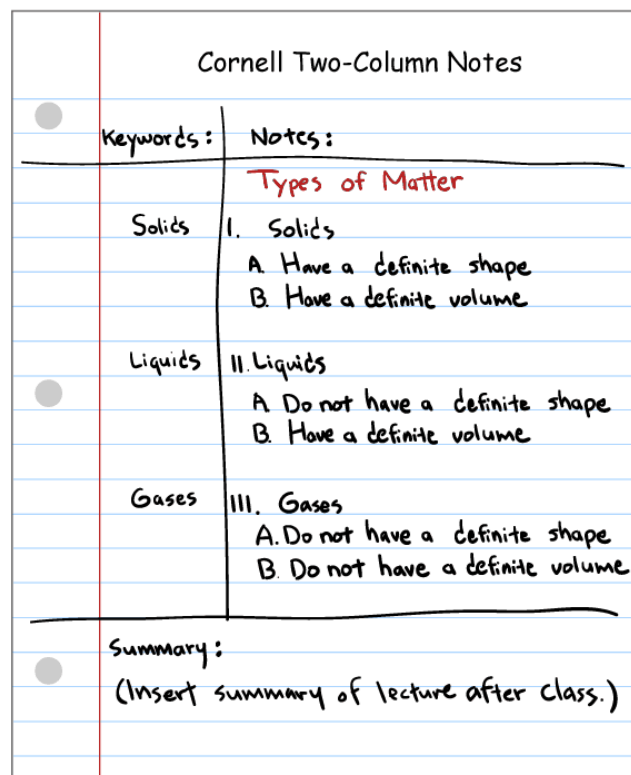 Cornell Two-Column Notes
Keywords: Notes:
Types of Matter
Solids I. Solids
A. Have a definite shape
B. Have a definite volume
Liquids II. Liquids
A. Do not have a definite shape
B. Have a definite volume
Gases III. Gases
A. Do not have a definite shape
B. Do not have a definite volume
Summary:
(Insert summary of lecture after class.)